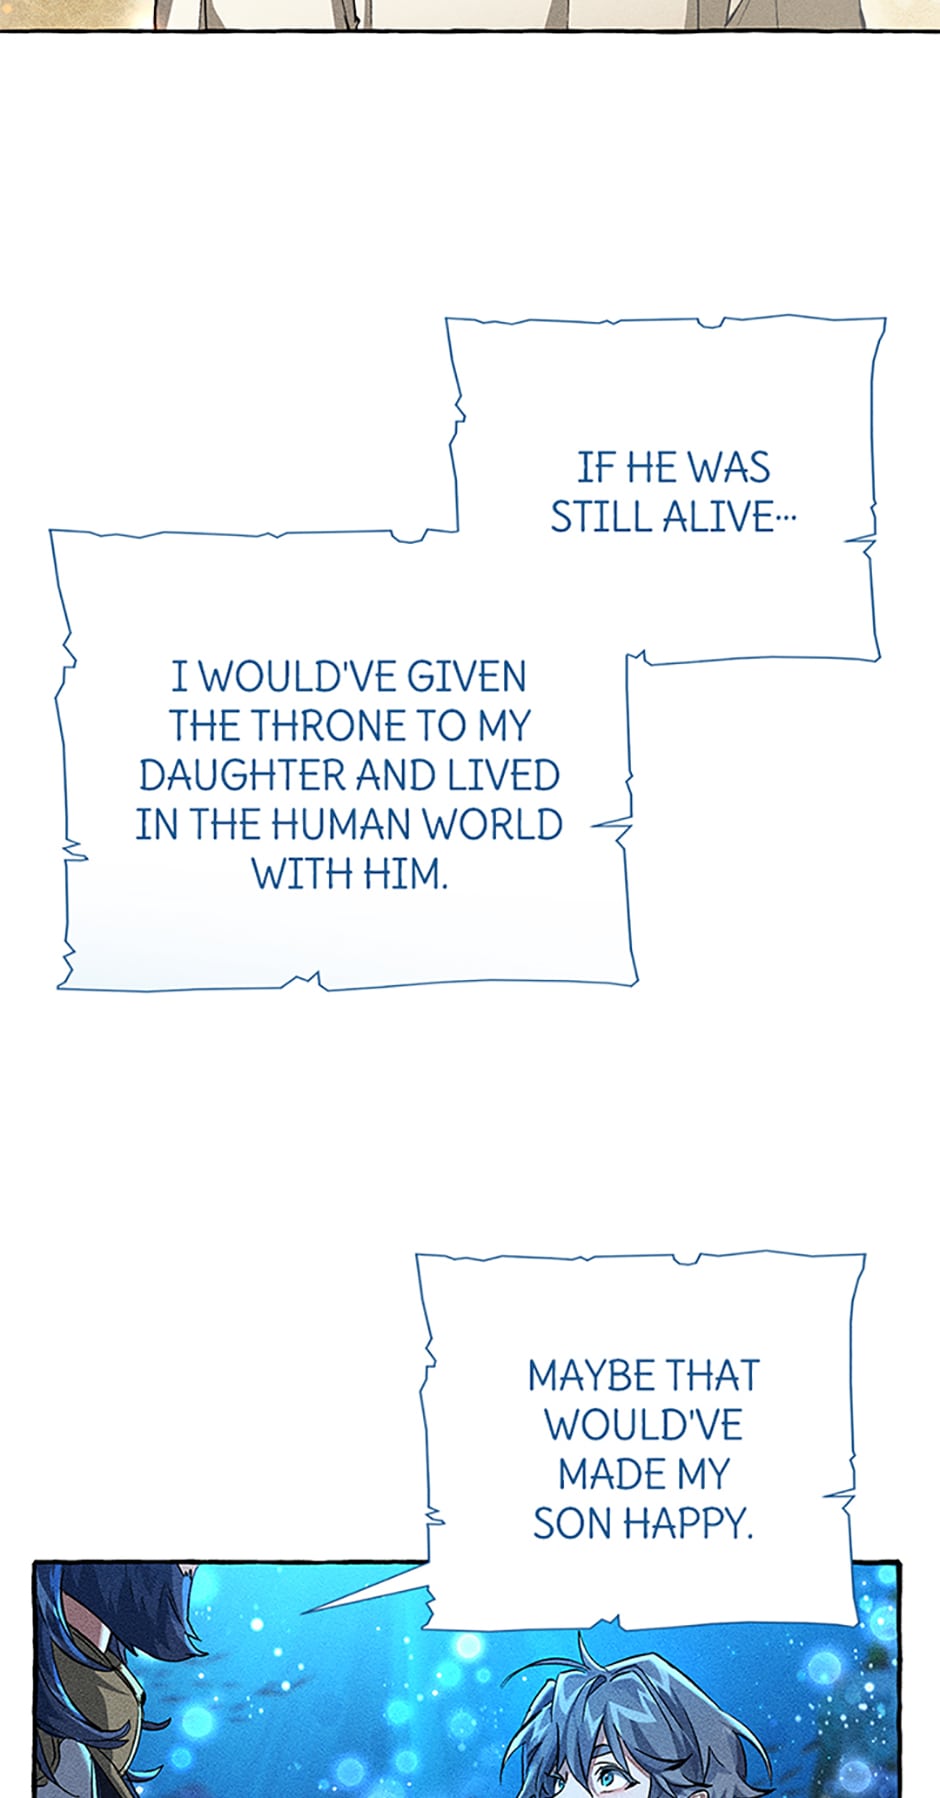 IF HE WAS
STILL ALIVE...
I WOULD'VE GIVEN
THE THRONE TO MY
DAUGHTER AND LIVED
IN THE HUMAN WORLD
WITH HIM.
MAYBE THAT
WOULD'VE
MADE MY
SON HAPPY.